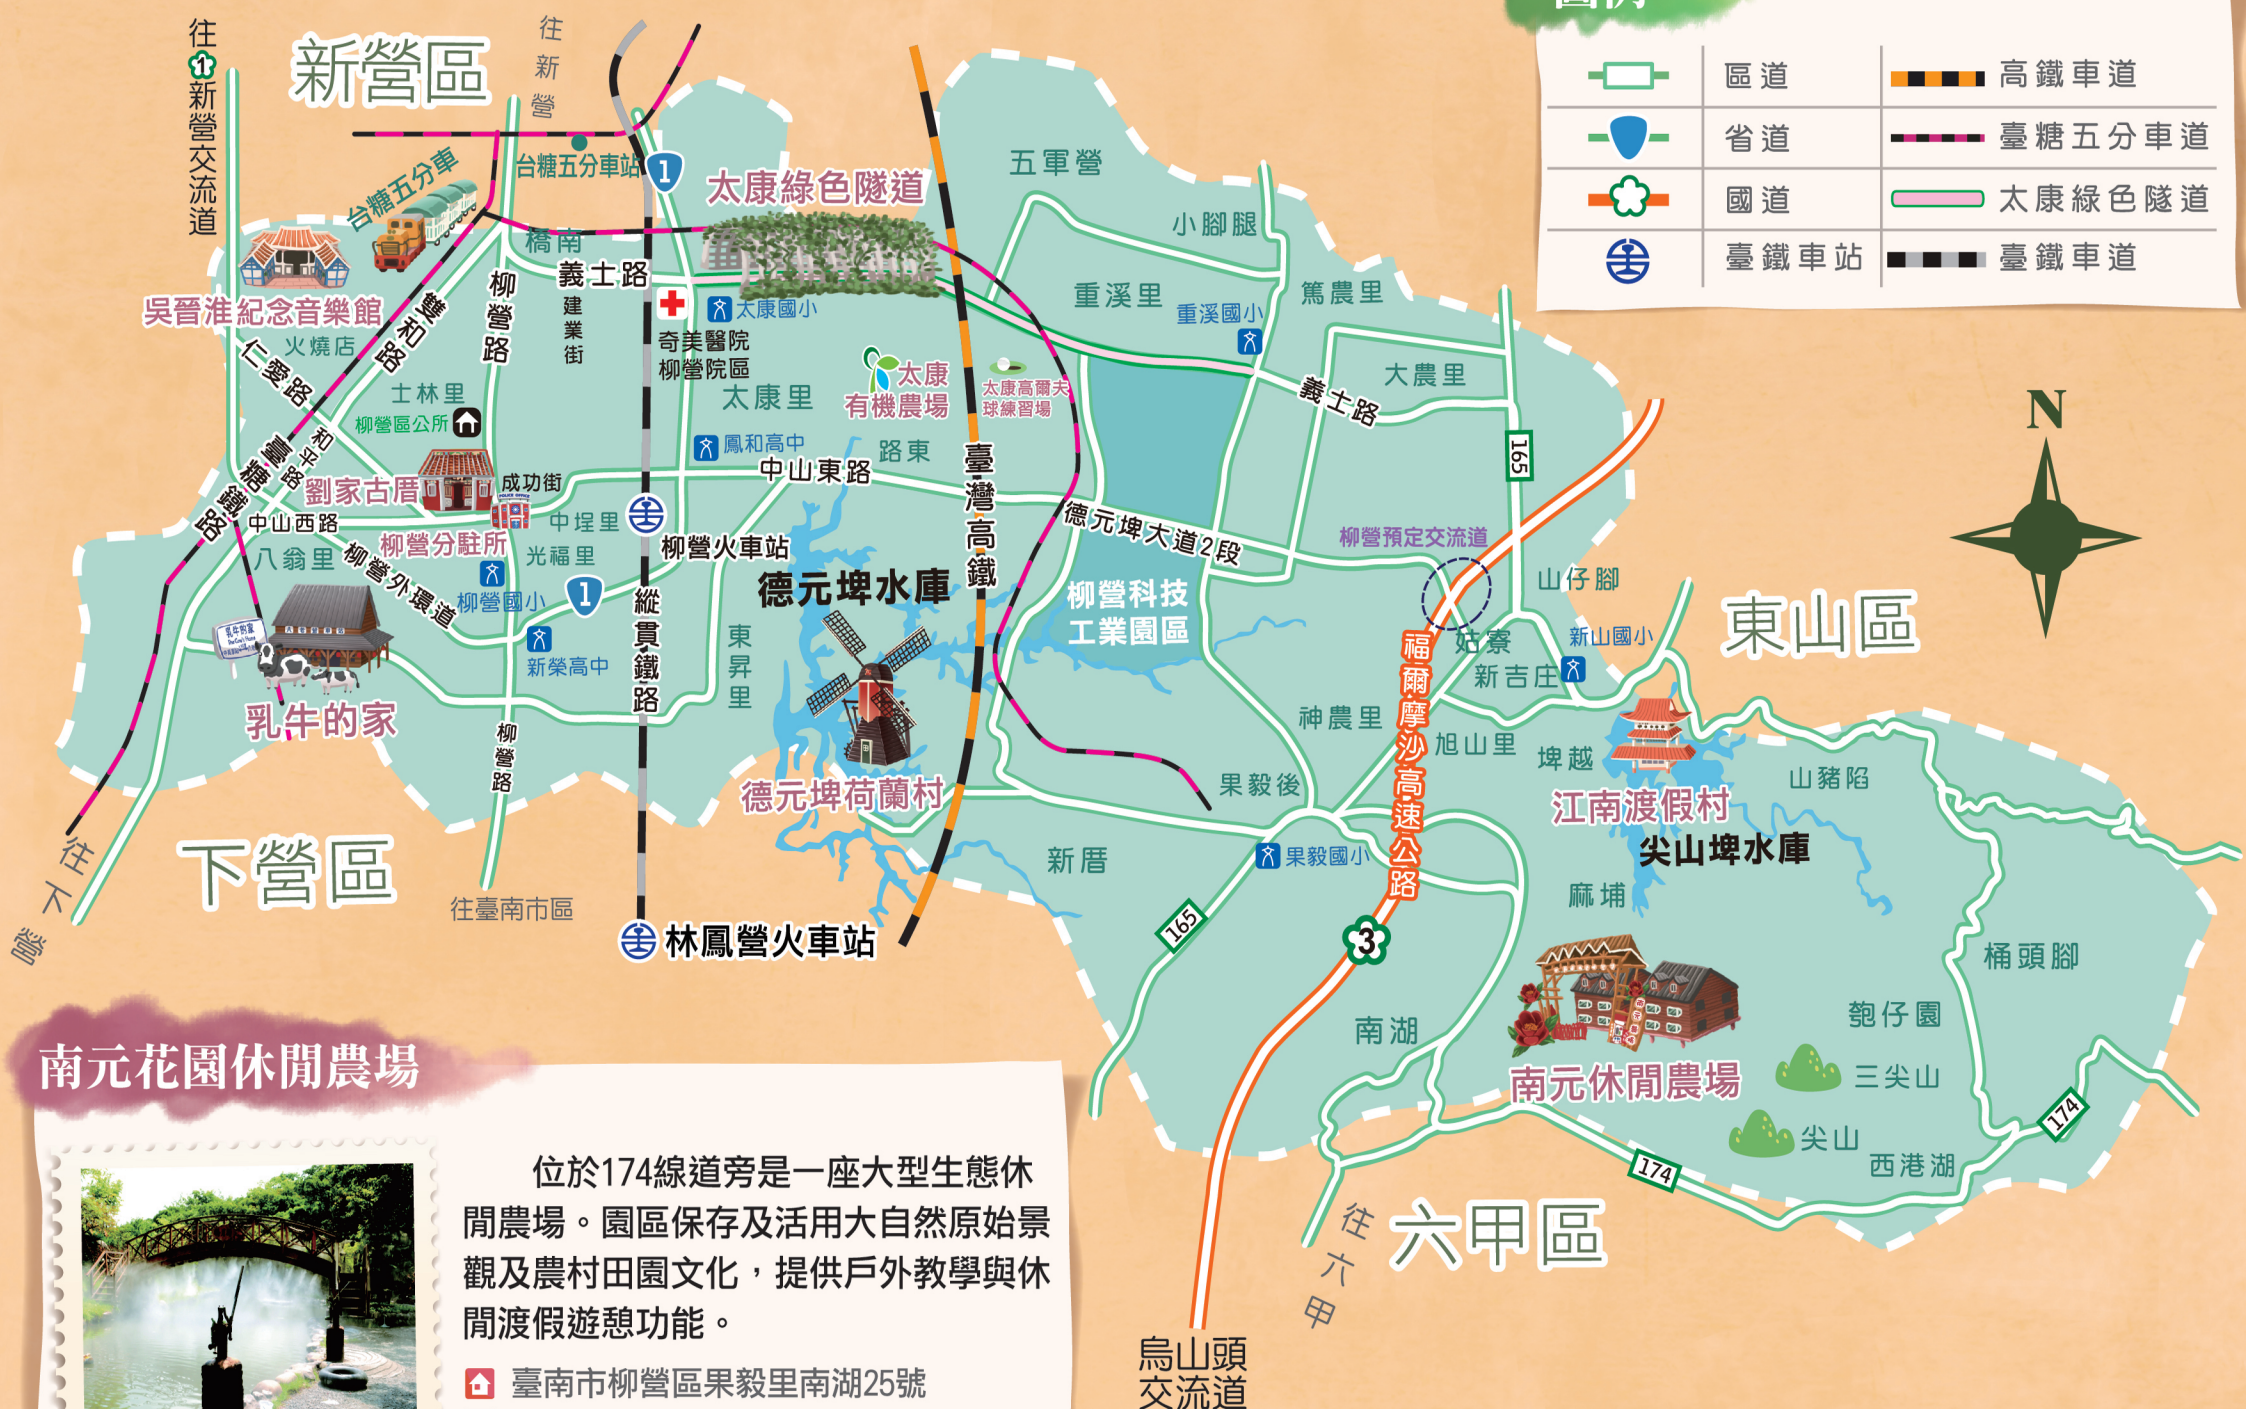 往
1
新營交流道
新營區
往新營
台糖五分車
台糖五分車站
1
太康綠色隧道
五軍營
小腳腿
區道
高鐵車道
省道
臺糖五分車道
國道
太康綠色隧道
臺鐵車站
臺鐵車道
橋南
義士路
柳營路
建業街
雙和路
吳晉淮紀念音樂館
火燒店
仁愛路
太康國小
奇美醫院
柳營院區
重溪里
重溪國小
篤農里
大農里
義士路
士林里
柳營區公所
太康里
太康
有機農場
太康高爾夫
球練習場
鳳和高中
中山東路
路東
臺灣高鐵
165
N
和平路
臺糖鐵路
劉家古厝
成功街
POLICE OFFICE
中山西路
中埕里
柳營火車站
柳營分駐所
光福里
八翁里
柳營外環道
柳營國小
1
新榮高中
縱貫鐵路
德元埤大道2段
柳營預定交流道
德元埤水庫
柳營科技
工業園區
山仔腳
東山區
姑寮
新山國小
新吉庄
福爾摩沙高速公路
乳牛的家
乳牛的家
東昇里
神農里
旭山里
埤越
柳營路
德元埤荷蘭村
果毅後
山豬陷
江南渡假村
尖山埤水庫
往下營
下營區
往臺南市區
林鳳營火車站
新厝
果毅國小
麻埔
165
3
桶頭腳
匏仔園
南湖
南元休閒農場
三尖山
尖山
174
西港湖
174
往六甲
六甲區
烏山頭
交流道
南元花園休閒農場
位於174線道旁是一座大型生態休
閒農場。園區保存及活用大自然原始景
觀及農村田園文化，提供戶外教學與休
閒渡假遊憩功能。
臺南市柳營區果毅里南湖25號